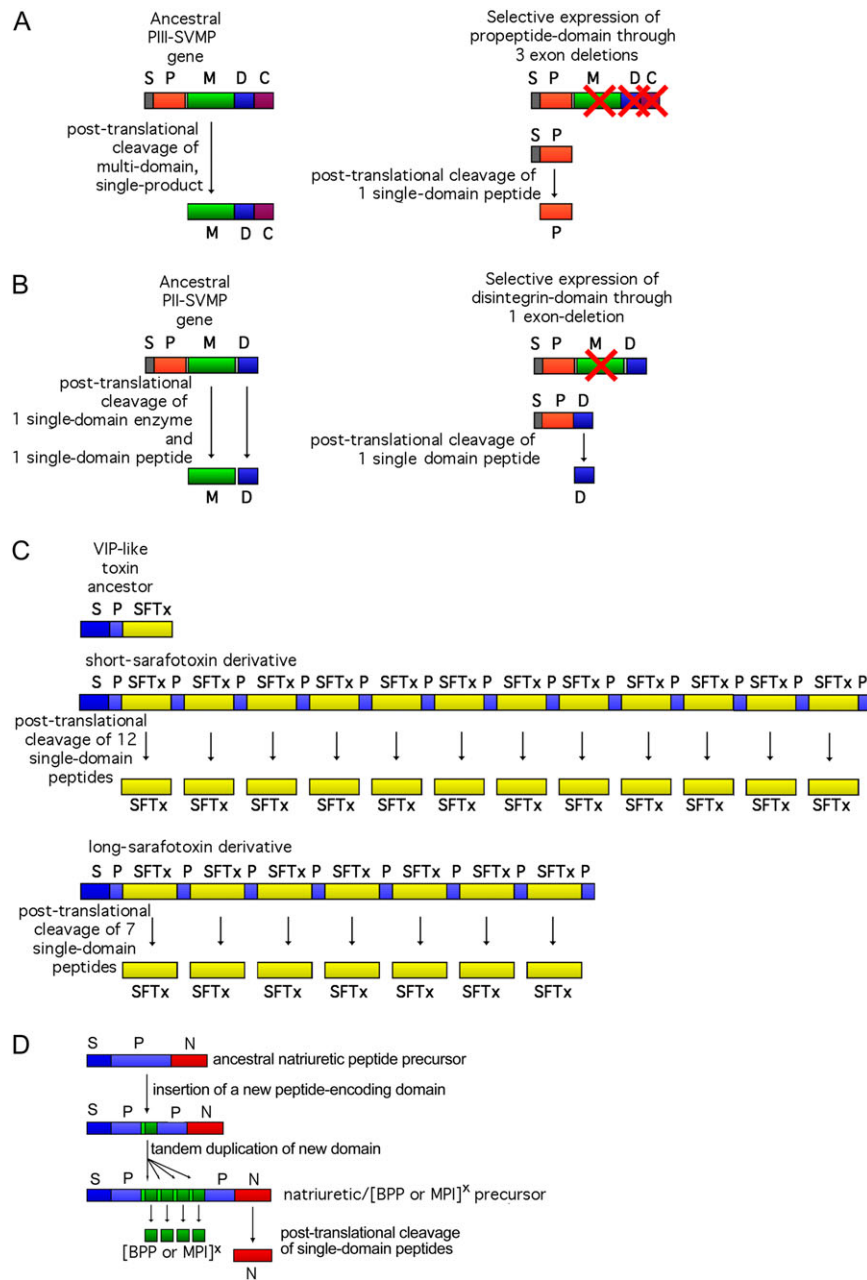 A
Ancestral
PIII-SVMP
gene
S P M D C
post-translational
cleavage of
multi-domain,
single-product
M D C
Selective expression of
propeptide-domain through
3 exon deletions
S P M D C
S P
post-translational cleavage of
1 single-domain peptide
P
B
Ancestral
PII-SVMP
gene
S P M D
post-translational
cleavage of
1 single-domain enzyme
and
1 single-domain peptide
M D
Selective expression of
disintegrin-domain through
1 exon-deletion
S P M D
S P D
post-translational cleavage of
1 single domain peptide
D
C
VIP-like
toxin
ancestor
S P SFTx
short-sarafotoxin derivative
S P SFTx P SFTx P SFTx P SFTx P SFTx P SFTx P SFTx P SFTx P SFTx P SFTx P SFTx P SFTx P
post-translational
cleavage of 12
single-domain
peptides
SFTx SFTx SFTx SFTx SFTx SFTx SFTx SFTx SFTx SFTx SFTx SFTx
long-sarafotoxin derivative
S P SFTx P SFTx P SFTx P SFTx P SFTx P SFTx P SFTx P
post-translational
cleavage of 7
single-domain
peptides
SFTx SFTx SFTx SFTx SFTx SFTx SFTx
D
S P N
ancestral natriuretic peptide precursor
insertion of a new peptide-encoding domain
S P P N
tandem duplication of new domain
S P P N
natriuretic/[BPP or MPI]ˣ precursor
[BPP or MPI]ˣ
post-translational cleavage
of single-domain peptides
N